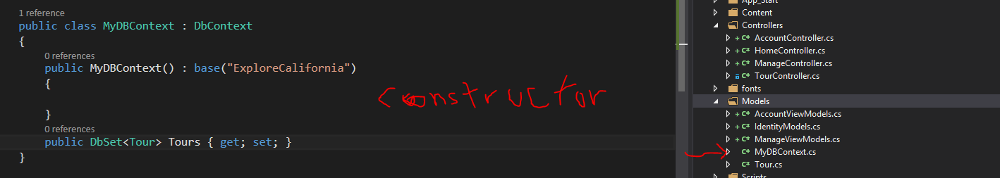 1 reference
public class MyDBContext : DbContext
{
0 references
public MyDBContext() : base("ExploreCalifornia")
{
constructor
}
0 references
public DbSet<Tour> Tours { get; set; }
}
App_Start
Content
Controllers
+ C# AccountController.cs
+ C# HomeController.cs
+ C# ManageController.cs
C# TourController.cs
fonts
Models
+ C# AccountViewModels.cs
+ C# IdentityModels.cs
+ C# ManageViewModels.cs
C# MyDBContext.cs
C# Tour.cs
Scripts